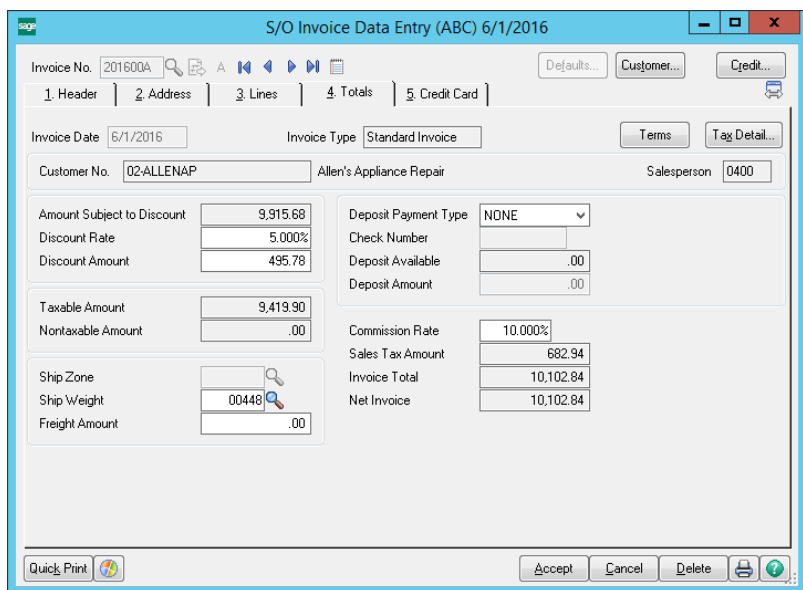 sage
S/O Invoice Data Entry (ABC) 6/1/2016
Invoice No. 201600A A Defaults... Customer... Credit...
1. Header 2. Address 3. Lines 4. Totals 5. Credit Card
Invoice Date 6/1/2016 Invoice Type Standard Invoice Terms Tax Detail...
Customer No. 02-ALLENAP Allen's Appliance Repair Salesperson 0400
Amount Subject to Discount 9,915.68 Deposit Payment Type NONE
Discount Rate 5.000% Check Number
Discount Amount 495.78 Deposit Available .00
Deposit Amount .00
Taxable Amount 9,419.90
Nontaxable Amount .00 Commission Rate 10.000%
Sales Tax Amount 682.94
Ship Zone Invoice Total 10,102.84
Ship Weight 00448 Net Invoice 10,102.84
Freight Amount .00
Quick Print Accept Cancel Delete ?